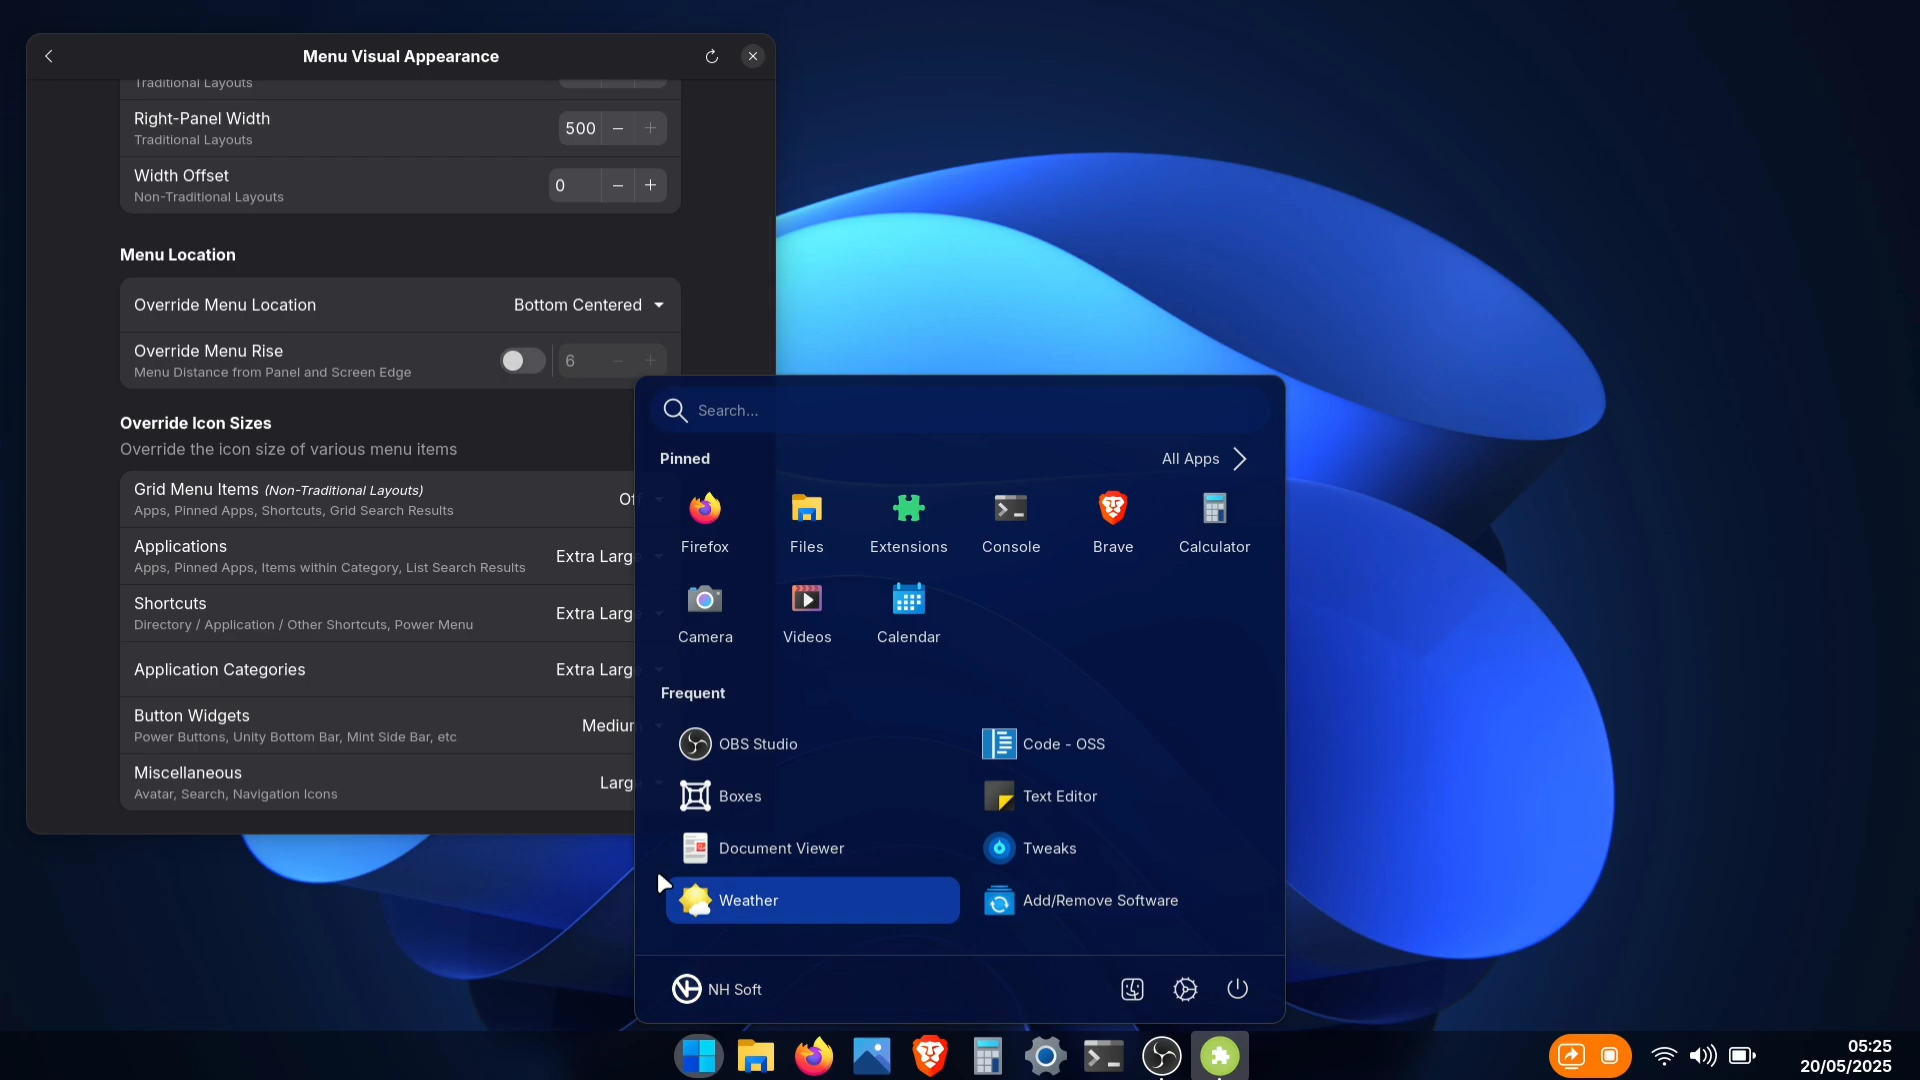 Menu Visual Appearance
Traditional Layouts
Right-Panel Width
500
Traditional Layouts
Width Offset
0
Non-Traditional Layouts
Menu Location
Override Menu Location
Bottom Centered
Override Menu Rise
6
Menu Distance from Panel and Screen Edge
Override Icon Sizes
Override the icon size of various menu items
Grid Menu Items (Non-Traditional Layouts)
Apps, Pinned Apps, Shortcuts, Grid Search Results
Applications
Extra Large
Apps, Pinned Apps, Items within Category, List Search Results
Shortcuts
Extra Large
Directory / Application / Other Shortcuts, Power Menu
Application Categories
Extra Large
Button Widgets
Medium
Power Buttons, Unity Bottom Bar, Mint Side Bar, etc
Miscellaneous
Large
Avatar, Search, Navigation Icons
Search...
Pinned
All Apps
Firefox
Files
Extensions
Console
Brave
Calculator
Camera
Videos
Calendar
Frequent
OBS Studio
Code - OSS
Boxes
Text Editor
Document Viewer
Tweaks
Weather
Add/Remove Software
NH Soft
05:25
20/05/2025